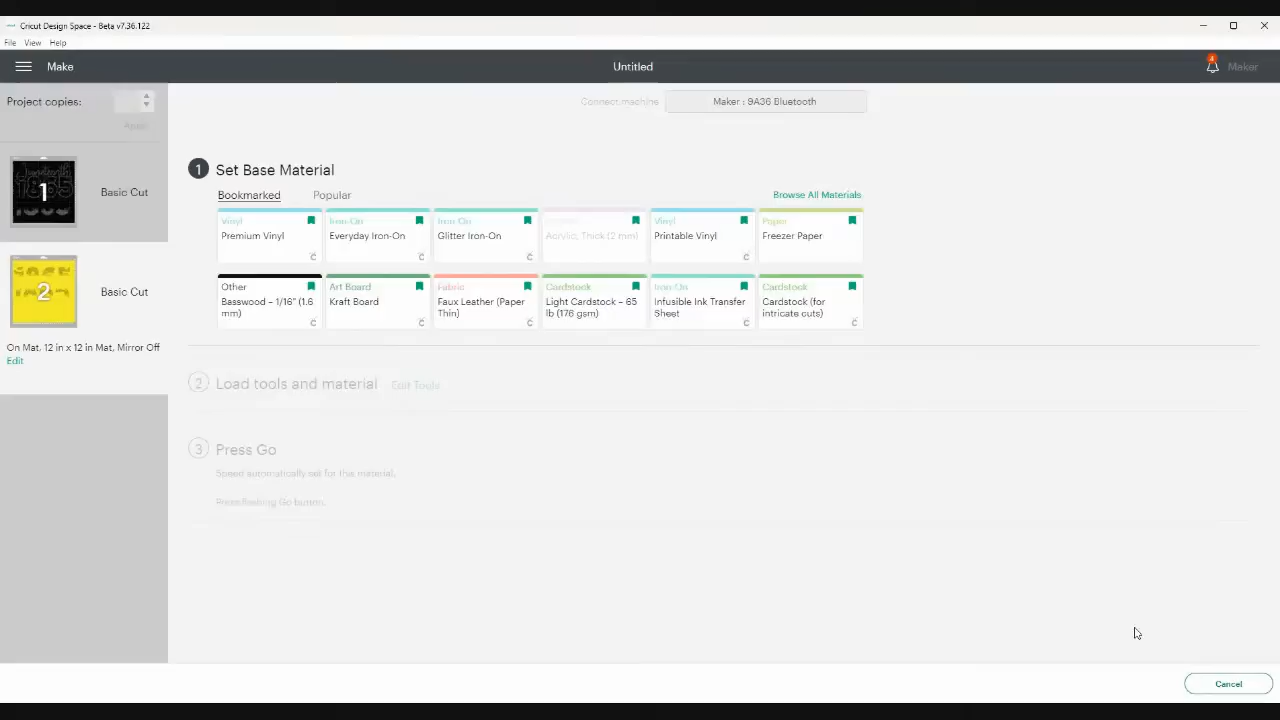 Cricut Design Space - Beta v7.36.122
File View Help
Make
Untitled
4
Maker
Project copies:
Apply
Connect machine
Maker : 9A36 Bluetooth
1
Basic Cut
2
Basic Cut
On Mat, 12 in x 12 in Mat, Mirror Off
Edit
1 Set Base Material
Bookmarked Popular
Browse All Materials
Vinyl
Premium Vinyl
C
Iron-On
Everyday Iron-On
C
Iron-On
Glitter Iron-On
C
Acrylic, Thick (2 mm)
Vinyl
Printable Vinyl
C
Paper
Freezer Paper
Other
Basswood – 1/16" (1.6
mm)
C
Art Board
Kraft Board
C
Fabric
Faux Leather (Paper
Thin)
C
Cardstock
Light Cardstock – 65
lb (176 gsm)
C
Iron-On
Infusible Ink Transfer
Sheet
C
Cardstock
Cardstock (for
intricate cuts)
C
2 Load tools and material Edit Tools
3 Press Go
Speed automatically set for this material.
Press flashing Go button.
Cancel